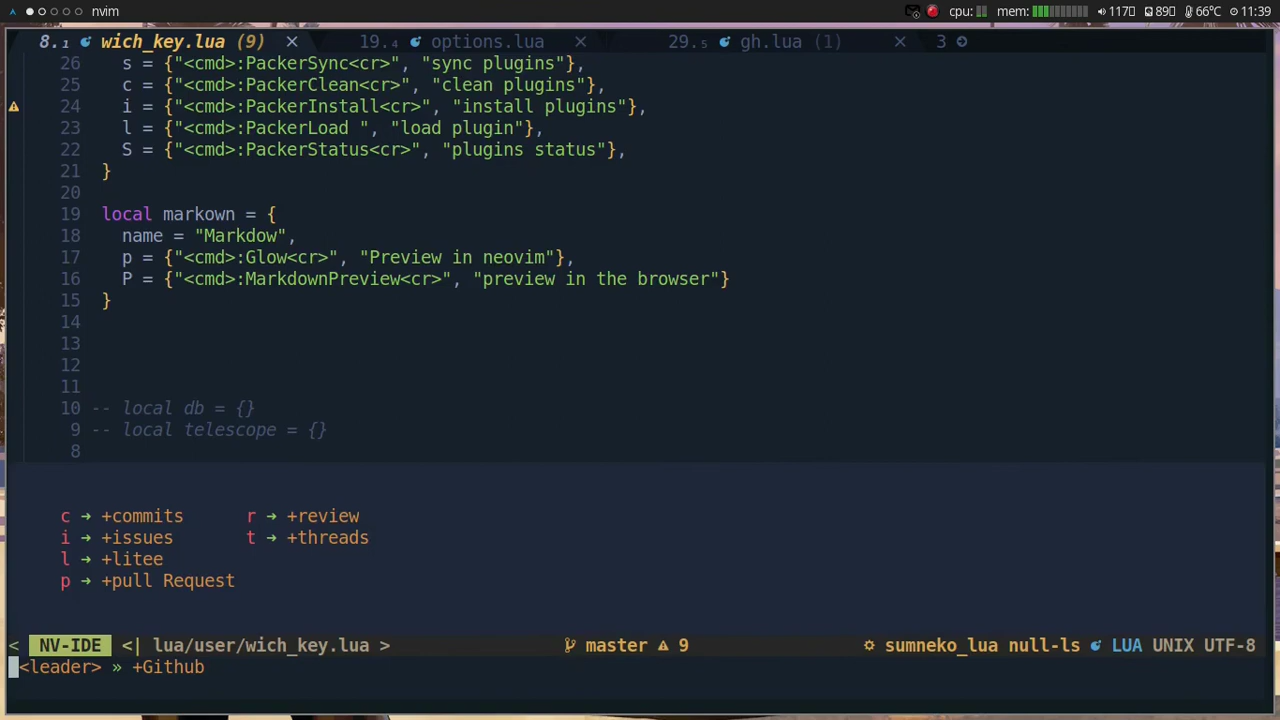 nvim cpu: mem: 117 89 66℃ 11:39
8.1 wich_key.lua (9) 19.4 options.lua 29.5 gh.lua (1) 3
26 s = {"<cmd>:PackerSync<cr>", "sync plugins"},
25 c = {"<cmd>:PackerClean<cr>", "clean plugins"},
24 i = {"<cmd>:PackerInstall<cr>", "install plugins"},
23 l = {"<cmd>:PackerLoad ", "load plugin"},
22 S = {"<cmd>:PackerStatus<cr>", "plugins status"},
21 }
20
19 local markown = {
18 name = "Markdow",
17 p = {"<cmd>:Glow<cr>", "Preview in neovim"},
16 P = {"<cmd>:MarkdownPreview<cr>", "preview in the browser"}
15 }
14
13
12
11
10 -- local db = {}
9 -- local telescope = {}
8
c → +commits r → +review
i → +issues t → +threads
l → +litee
p → +pull Request
< NV-IDE <| lua/user/wich_key.lua > master 9 sumneko_lua null-ls LUA UNIX UTF-8
<leader> » +Github